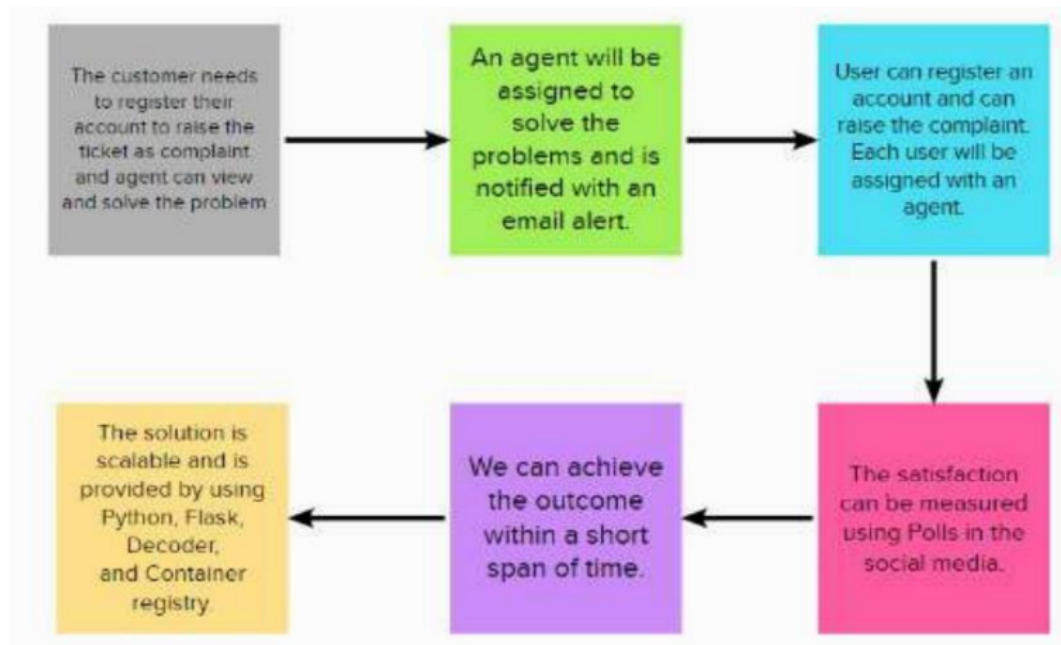 The customer needs
to register their
account to raise the
ticket as complaint
and agent can view
and solve the problem
An agent will be
assigned to
solve the
problems and is
notified with an
email alert.
User can register an
account and can
raise the complaint.
Each user will be
assigned with an
agent.
The satisfaction
can be measured
using Polls in the
social media.
We can achieve
the outcome
within a short
span of time.
The solution is
scalable and is
provided by using
Python, Flask,
Decoder,
and Container
registry.